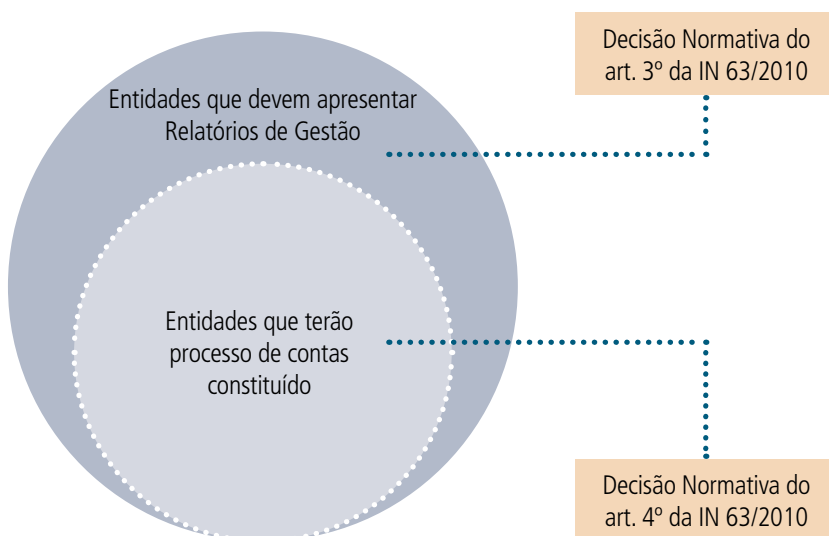 Decisão Normativa do
art. 3º da IN 63/2010
Entidades que devem apresentar
Relatórios de Gestão
Entidades que terão
processo de contas
constituído
Decisão Normativa do
art. 4º da IN 63/2010